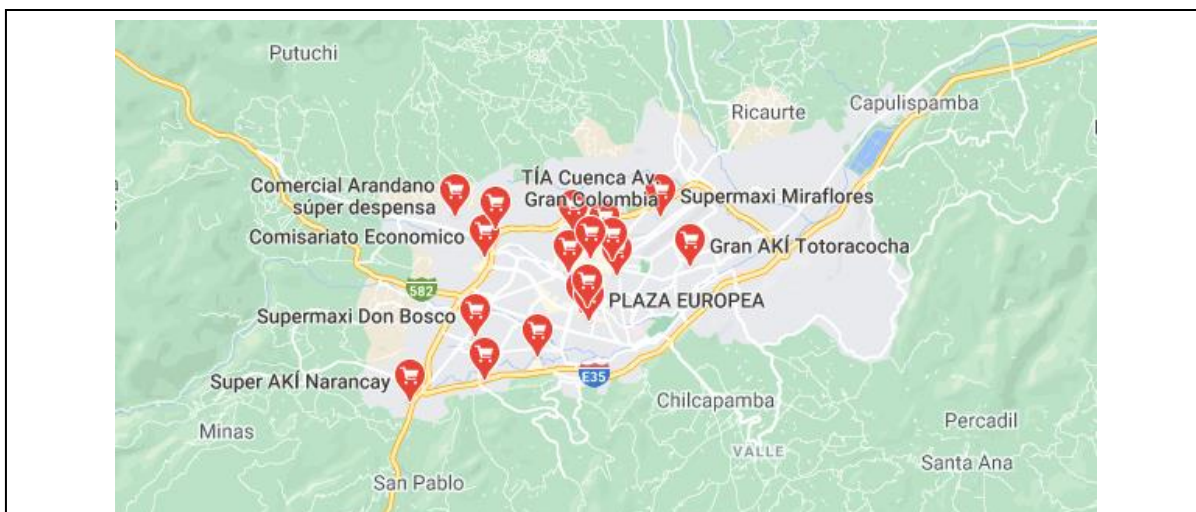 Putuchi
Ricaurte
Capulispamba
Comercial Arandano
súper despensa
TÍA Cuenca Av.
Gran Colombia
Supermaxi Miraflores
Comisariato Economico
Gran AKÍ Totoracocha
582
PLAZA EUROPEA
Supermaxi Don Bosco
Super AKÍ Narancay
E35
Chilcapamba
Minas
Percadil
VALLE
Santa Ana
San Pablo